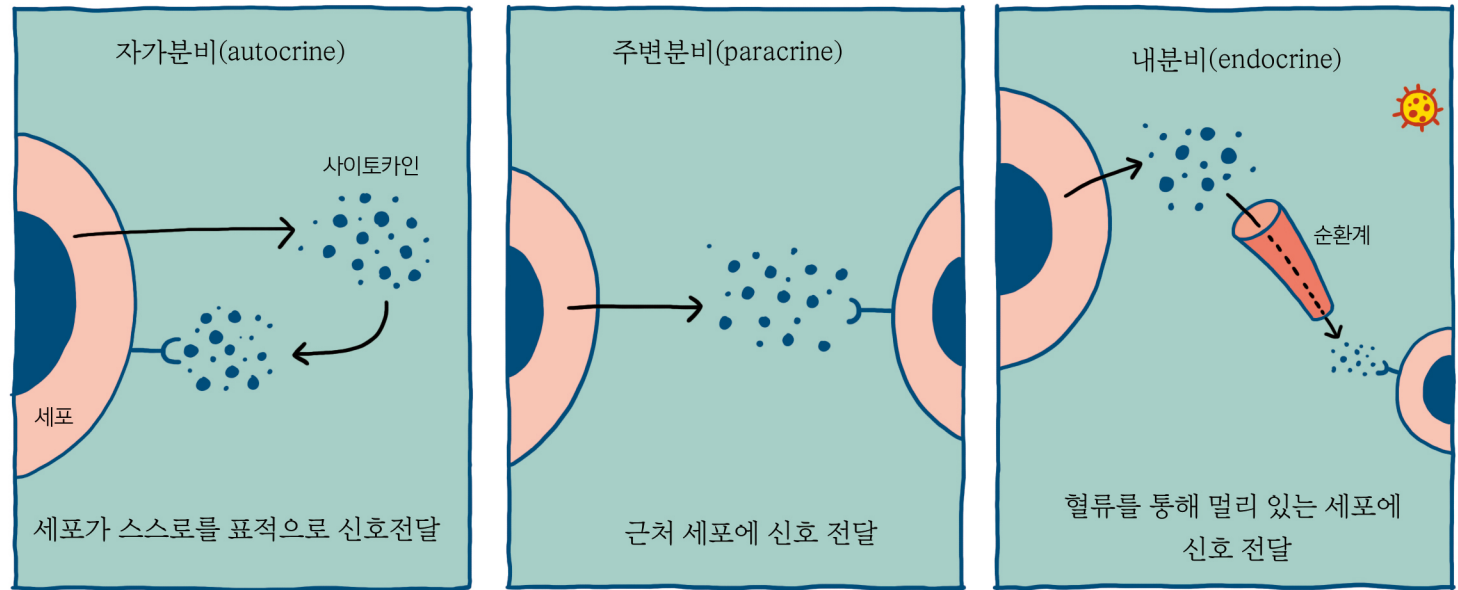 자가분비(autocrine)
사이토카인
세포
세포가 스스로를 표적으로 신호전달
주변분비(paracrine)
근처 세포에 신호 전달
내분비(endocrine)
순환계
혈류를 통해 멀리 있는 세포에
신호 전달